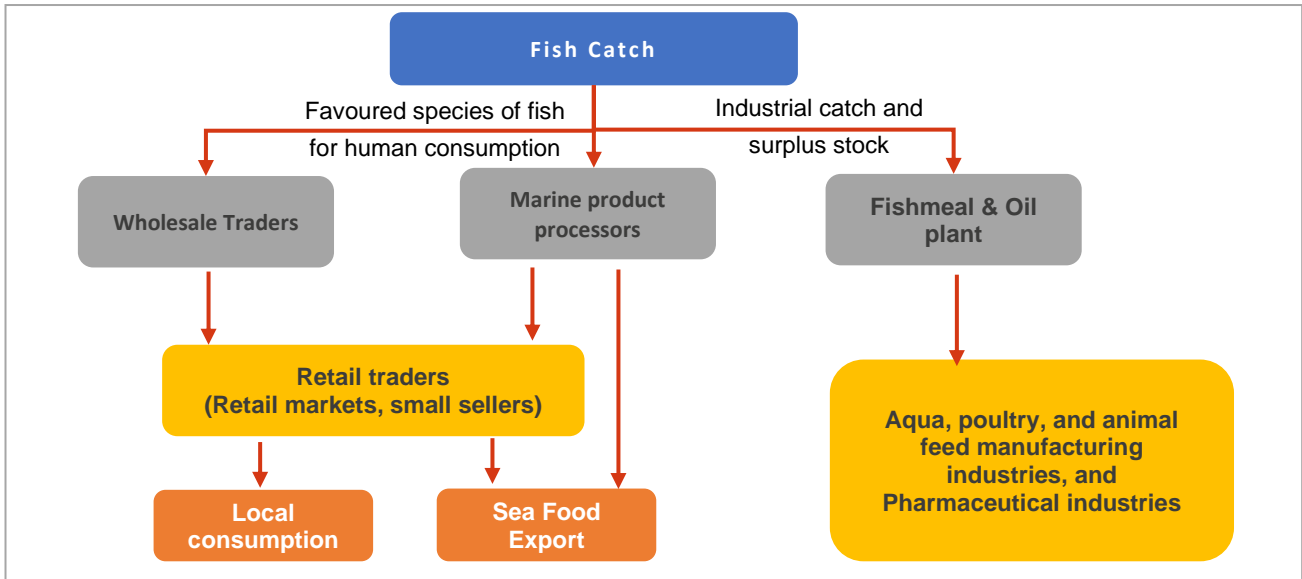 Fish Catch
Favoured species of fish
for human consumption
Industrial catch and
surplus stock
Wholesale Traders
Marine product
processors
Fishmeal & Oil
plant
Retail traders
(Retail markets, small sellers)
Aqua, poultry, and animal
feed manufacturing
industries, and
Pharmaceutical industries
Local
consumption
Sea Food
Export